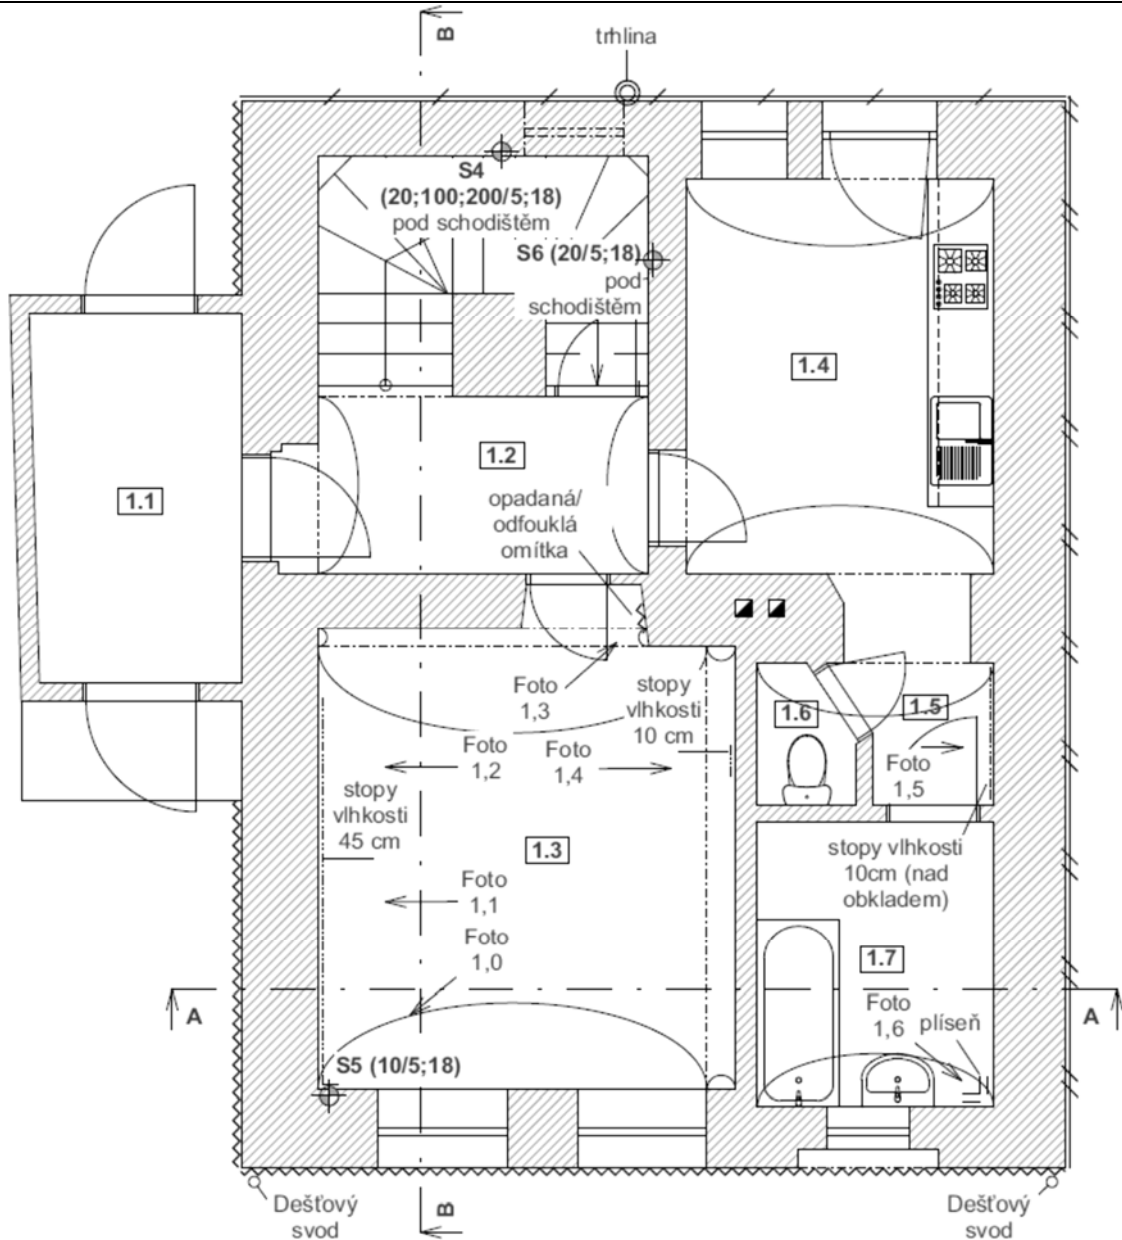 B
trhlina
S4
(20;100;200/5;18)
pod schodištěm
S6 (20/5;18)
pod
schodištěm
1.4
1.2
1.1
opadaná/
odfouklá
omítka
Foto
1,3
stopy
vlhkosti
10 cm
1.6
1.5
Foto
1,2
Foto
1,4
Foto
1,5
stopy
vlhkosti
45 cm
1.3
stopy vlhkosti
10cm (nad
obkladem)
Foto
1,1
Foto
1,0
1.7
A
Foto
1,6
plíseň
A
S5 (10/5;18)
Dešťový
svod
B
Dešťový
svod